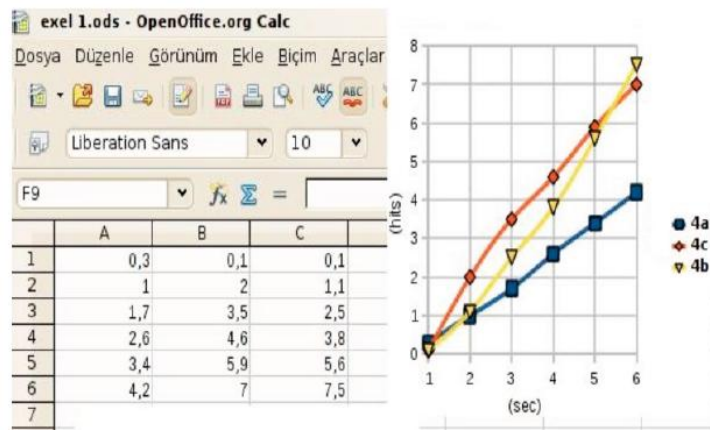 exel 1.ods - OpenOffice.org Calc
Dosya Düzenle Görünüm Ekle Biçim Araçlar
Liberation Sans 10
F9
A B C
1 0,3 0,1 0,1
2 1 2 1,1
3 1,7 3,5 2,5
4 2,6 4,6 3,8
5 3,4 5,9 5,6
6 4,2 7 7,5
7
8
7
6
5
4
3
2
1
0
(hits)
1 2 3 4 5 6
(sec)
4a
4c
4b